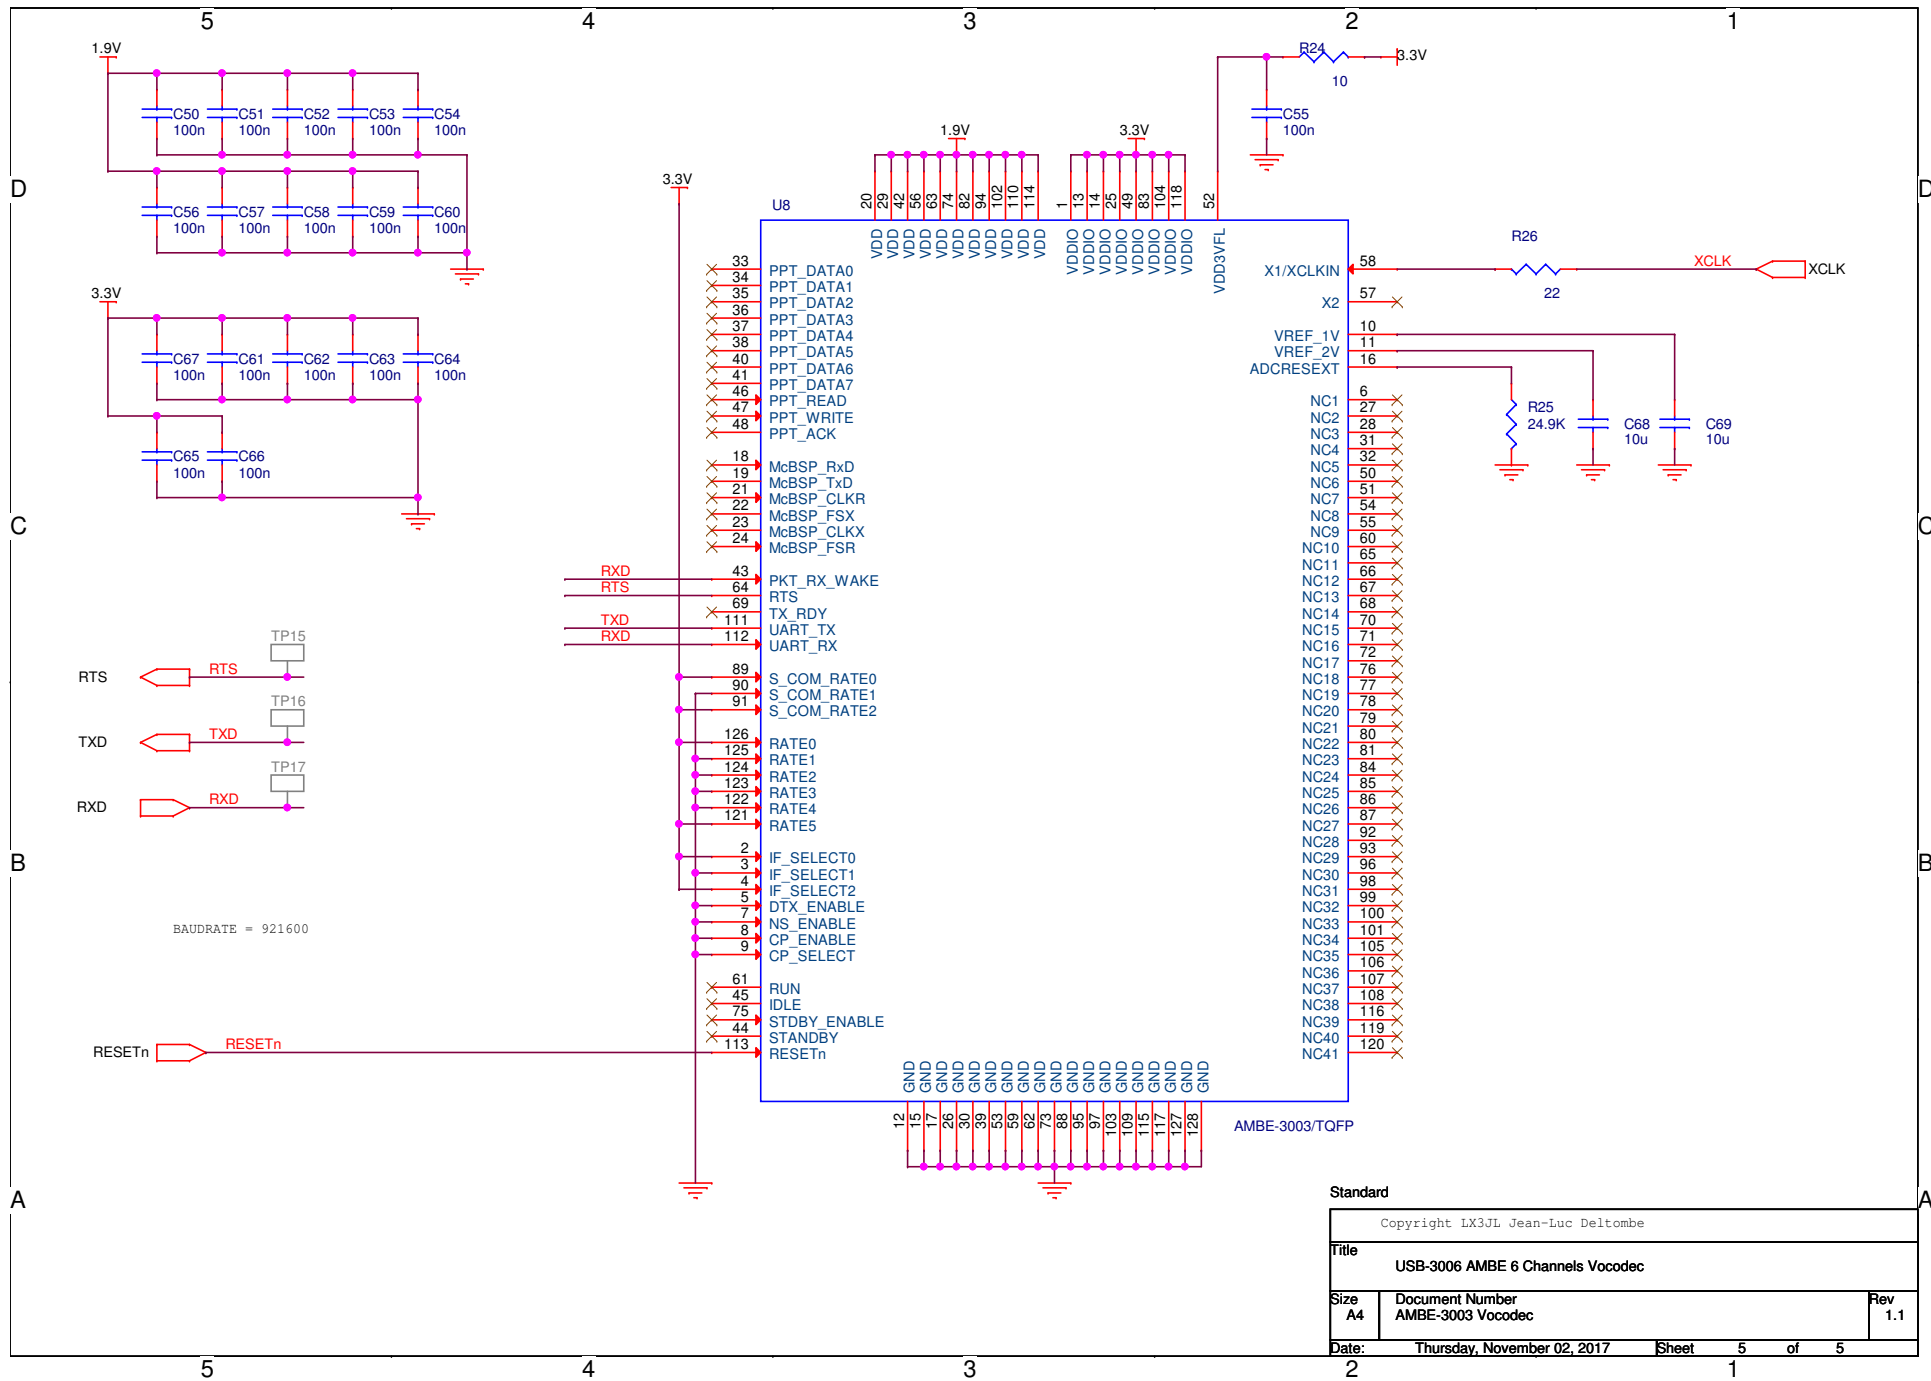 5 4 3 2 1
1.9V
C50 100n C51 100n C52 100n C53 100n C54 100n
C56 100n C57 100n C58 100n C59 100n C60 100n
3.3V
C67 100n C61 100n C62 100n C63 100n C64 100n
C65 100n C66 100n
R24
10
3.3V
C55
100n
1.9V
3.3V
3.3V
U8
20 29 42 56 63 74 82 94 102 110 114
VDD VDD VDD VDD VDD VDD VDD VDD VDD VDD VDD
1 13 14 25 49 83 104 118
VDDIO VDDIO VDDIO VDDIO VDDIO VDDIO VDDIO VDDIO
52
VDD3VFL
33 PPT_DATA0
34 PPT_DATA1
35 PPT_DATA2
36 PPT_DATA3
37 PPT_DATA4
38 PPT_DATA5
40 PPT_DATA6
41 PPT_DATA7
46 PPT_READ
47 PPT_WRITE
48 PPT_ACK
18 McBSP_RxD
19 McBSP_TxD
21 McBSP_CLKR
22 McBSP_FSX
23 McBSP_CLKX
24 McBSP_FSR
RXD 43 PKT_RX_WAKE
RTS 64 RTS
69 TX_RDY
TXD 111 UART_TX
RXD 112 UART_RX
89 S_COM_RATE0
90 S_COM_RATE1
91 S_COM_RATE2
126 RATE0
125 RATE1
124 RATE2
123 RATE3
122 RATE4
121 RATE5
2 IF_SELECT0
3 IF_SELECT1
4 IF_SELECT2
5 DTX_ENABLE
7 NS_ENABLE
8 CP_ENABLE
9 CP_SELECT
61 RUN
45 IDLE
75 STDBY_ENABLE
44 STANDBY
RESETn RESETn 113 RESETn
TP15
RTS RTS
TP16
TXD TXD
TP17
RXD RXD
BAUDRATE = 921600
X1/XCLKIN 58
R26
22
XCLK XCLK
X2 57
VREF_1V 10
VREF_2V 11
ADCRESEXT 16
R25
24.9K
C68
10u
C69
10u
NC1 6
NC2 27
NC3 28
NC4 31
NC5 32
NC6 50
NC7 51
NC8 54
NC9 55
NC10 60
NC11 65
NC12 66
NC13 67
NC14 68
NC15 70
NC16 71
NC17 72
NC18 76
NC19 77
NC20 78
NC21 79
NC22 80
NC23 81
NC24 84
NC25 85
NC26 86
NC27 87
NC28 92
NC29 93
NC30 96
NC31 98
NC32 99
NC33 100
NC34 101
NC35 105
NC36 106
NC37 107
NC38 108
NC39 116
NC40 119
NC41 120
GND GND GND GND GND GND GND GND GND GND GND GND GND GND GND GND GND GND GND
12 15 17 26 30 39 53 59 62 73 88 95 97 103 109 115 117 127 128
AMBE-3003/TQFP
D D
C C
B B
A A
Standard
Copyright LX3JL Jean-Luc Deltombe
Title
USB-3006 AMBE 6 Channels Vocodec
Size Document Number Rev
A4 AMBE-3003 Vocodec 1.1
Date: Thursday, November 02, 2017 Sheet 5 of 5
5 4 3 2 1